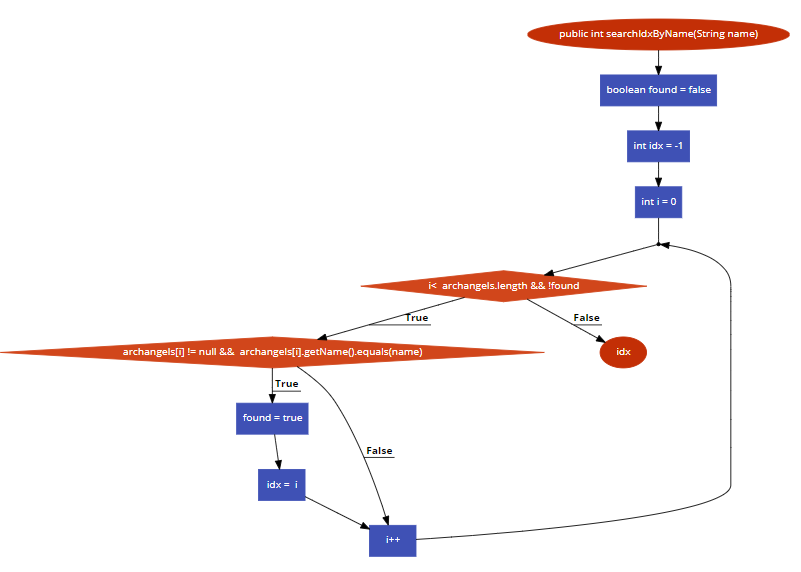 public int searchIdxByName(String name)
boolean found = false
int idx = -1
int i = 0
i< archangels.length && !found
True
False
archangels[i] != null && archangels[i].getName().equals(name)
idx
True
found = true
False
idx = i
i++